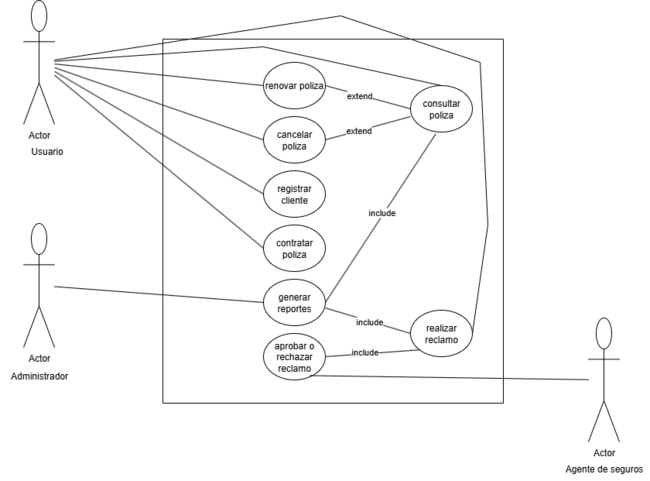 renovar poliza
extend
consultar
poliza
cancelar
poliza
extend
Actor
Usuario
registrar
cliente
include
contratar
poliza
generar
reportes
include
realizar
reclamo
aprobar o
rechazar
reclamo
include
Actor
Administrador
Actor
Agente de seguros